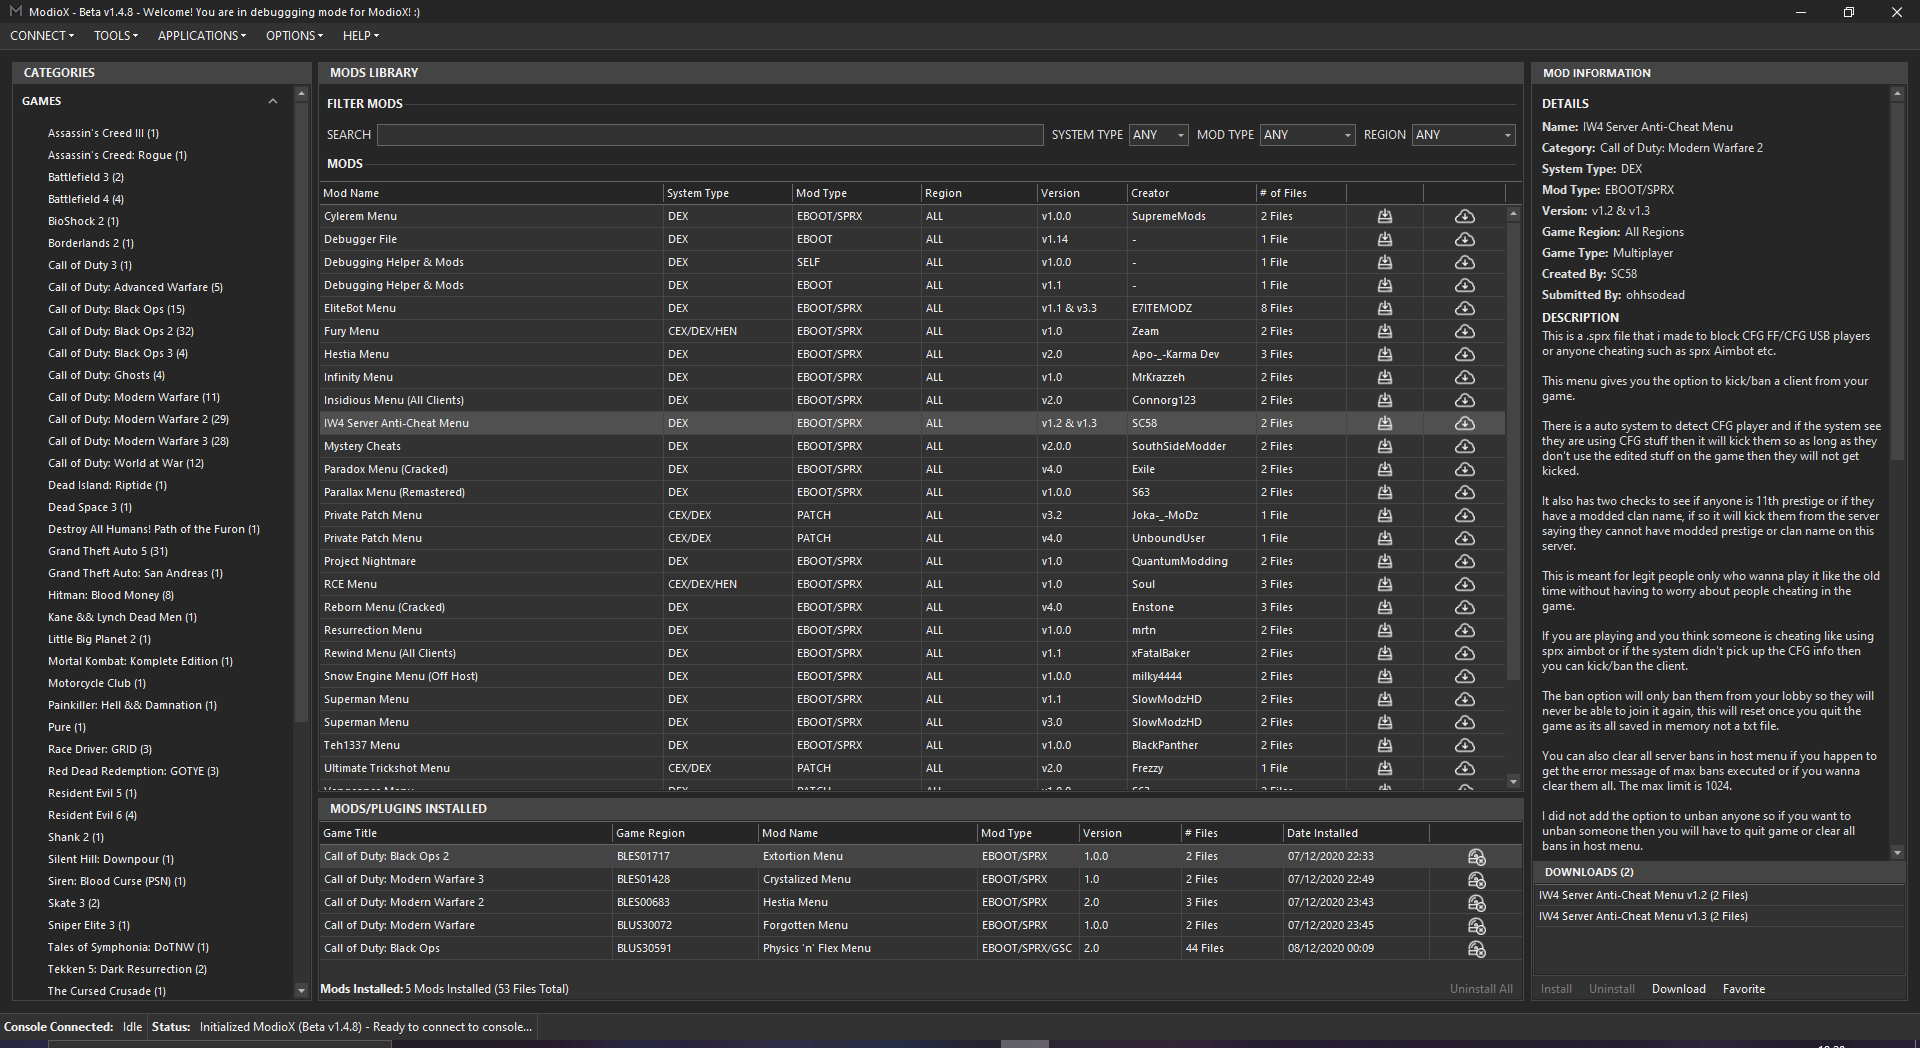 ModioX - Beta v1.4.8 - Welcome! You are in debuggging mode for ModioX! :)
CONNECT TOOLS APPLICATIONS OPTIONS HELP
CATEGORIES
GAMES
Assassin's Creed III (1)
Assassin's Creed: Rogue (1)
Battlefield 3 (2)
Battlefield 4 (4)
BioShock 2 (1)
Borderlands 2 (1)
Call of Duty 3 (1)
Call of Duty: Advanced Warfare (5)
Call of Duty: Black Ops (15)
Call of Duty: Black Ops 2 (32)
Call of Duty: Black Ops 3 (4)
Call of Duty: Ghosts (4)
Call of Duty: Modern Warfare (11)
Call of Duty: Modern Warfare 2 (29)
Call of Duty: Modern Warfare 3 (28)
Call of Duty: World at War (12)
Dead Island: Riptide (1)
Dead Space 3 (1)
Destroy All Humans! Path of the Furon (1)
Grand Theft Auto 5 (31)
Grand Theft Auto: San Andreas (1)
Hitman: Blood Money (8)
Kane && Lynch Dead Men (1)
Little Big Planet 2 (1)
Mortal Kombat: Komplete Edition (1)
Motorcycle Club (1)
Painkiller: Hell && Damnation (1)
Pure (1)
Race Driver: GRID (3)
Red Dead Redemption: GOTYE (3)
Resident Evil 5 (1)
Resident Evil 6 (4)
Shank 2 (1)
Silent Hill: Downpour (1)
Siren: Blood Curse (PSN) (1)
Skate 3 (2)
Sniper Elite 3 (1)
Tales of Symphonia: DoTNW (1)
Tekken 5: Dark Resurrection (2)
The Cursed Crusade (1)
MODS LIBRARY
FILTER MODS
SEARCH SYSTEM TYPE ANY MOD TYPE ANY REGION ANY
MODS
Mod Name System Type Mod Type Region Version Creator # of Files
Cylerem Menu DEX EBOOT/SPRX ALL v1.0.0 SupremeMods 2 Files
Debugger File DEX EBOOT ALL v1.14 - 1 File
Debugging Helper & Mods DEX SELF ALL v1.0.0 - 1 File
Debugging Helper & Mods DEX EBOOT ALL v1.1 - 1 File
EliteBot Menu DEX EBOOT/SPRX ALL v1.1 & v3.3 E7ITEMODZ 8 Files
Fury Menu CEX/DEX/HEN EBOOT/SPRX ALL v1.0 Zeam 2 Files
Hestia Menu DEX EBOOT/SPRX ALL v2.0 Apo-_-Karma Dev 3 Files
Infinity Menu DEX EBOOT/SPRX ALL v1.0 MrKrazzeh 2 Files
Insidious Menu (All Clients) DEX EBOOT/SPRX ALL v2.0 Connorg123 2 Files
IW4 Server Anti-Cheat Menu DEX EBOOT/SPRX ALL v1.2 & v1.3 SC58 2 Files
Mystery Cheats DEX EBOOT/SPRX ALL v2.0.0 SouthSideModder 2 Files
Paradox Menu (Cracked) DEX EBOOT/SPRX ALL v4.0 Exile 2 Files
Parallax Menu (Remastered) DEX EBOOT/SPRX ALL v1.0.0 S63 2 Files
Private Patch Menu CEX/DEX PATCH ALL v3.2 Joka-_-MoDz 1 File
Private Patch Menu CEX/DEX PATCH ALL v4.0 UnboundUser 1 File
Project Nightmare DEX EBOOT/SPRX ALL v1.0 QuantumModding 2 Files
RCE Menu CEX/DEX/HEN EBOOT/SPRX ALL v1.0 Soul 3 Files
Reborn Menu (Cracked) DEX EBOOT/SPRX ALL v4.0 Enstone 3 Files
Resurrection Menu DEX EBOOT/SPRX ALL v1.0.0 mrtn 2 Files
Rewind Menu (All Clients) DEX EBOOT/SPRX ALL v1.1 xFatalBaker 2 Files
Snow Engine Menu (Off Host) DEX EBOOT/SPRX ALL v1.0.0 milky4444 2 Files
Superman Menu DEX EBOOT/SPRX ALL v1.1 SlowModzHD 2 Files
Superman Menu DEX EBOOT/SPRX ALL v3.0 SlowModzHD 2 Files
Teh1337 Menu DEX EBOOT/SPRX ALL v1.0.0 BlackPanther 2 Files
Ultimate Trickshot Menu CEX/DEX PATCH ALL v2.0 Frezzy 1 File
MODS/PLUGINS INSTALLED
Game Title Game Region Mod Name Mod Type Version # Files Date Installed
Call of Duty: Black Ops 2 BLES01717 Extortion Menu EBOOT/SPRX 1.0.0 2 Files 07/12/2020 22:33
Call of Duty: Modern Warfare 3 BLES01428 Crystalized Menu EBOOT/SPRX 1.0 2 Files 07/12/2020 22:49
Call of Duty: Modern Warfare 2 BLES00683 Hestia Menu EBOOT/SPRX 2.0 3 Files 07/12/2020 23:43
Call of Duty: Modern Warfare BLUS30072 Forgotten Menu EBOOT/SPRX 1.0.0 2 Files 07/12/2020 23:45
Call of Duty: Black Ops BLUS30591 Physics 'n' Flex Menu EBOOT/SPRX/GSC 2.0 44 Files 08/12/2020 00:09
Mods Installed: 5 Mods Installed (53 Files Total) Uninstall All
MOD INFORMATION
DETAILS
Name: IW4 Server Anti-Cheat Menu
Category: Call of Duty: Modern Warfare 2
System Type: DEX
Mod Type: EBOOT/SPRX
Version: v1.2 & v1.3
Game Region: All Regions
Game Type: Multiplayer
Created By: SC58
Submitted By: ohhsodead
DESCRIPTION
This is a .sprx file that i made to block CFG FF/CFG USB players
or anyone cheating such as sprx Aimbot etc.
This menu gives you the option to kick/ban a client from your
game.
There is a auto system to detect CFG player and if the system see
they are using CFG stuff then it will kick them so as long as they
don't use the edited stuff on the game then they will not get
kicked.
It also has two checks to see if anyone is 11th prestige or if they
have a modded clan name, if so it will kick them from the server
saying they cannot have modded prestige or clan name on this
server.
This is meant for legit people only who wanna play it like the old
time without having to worry about people cheating in the
game.
If you are playing and you think someone is cheating like using
sprx aimbot or if the system didn't pick up the CFG info then
you can kick/ban the client.
The ban option will only ban them from your lobby so they will
never be able to join it again, this will reset once you quit the
game as its all saved in memory not a txt file.
You can also clear all server bans in host menu if you happen to
get the error message of max bans executed or if you wanna
clear them all. The max limit is 1024.
I did not add the option to unban anyone so if you want to
unban someone then you will have to quit game or clear all
bans in host menu.
DOWNLOADS (2)
IW4 Server Anti-Cheat Menu v1.2 (2 Files)
IW4 Server Anti-Cheat Menu v1.3 (2 Files)
Install Uninstall Download Favorite
Console Connected: Idle Status: Initialized ModioX (Beta v1.4.8) - Ready to connect to console...